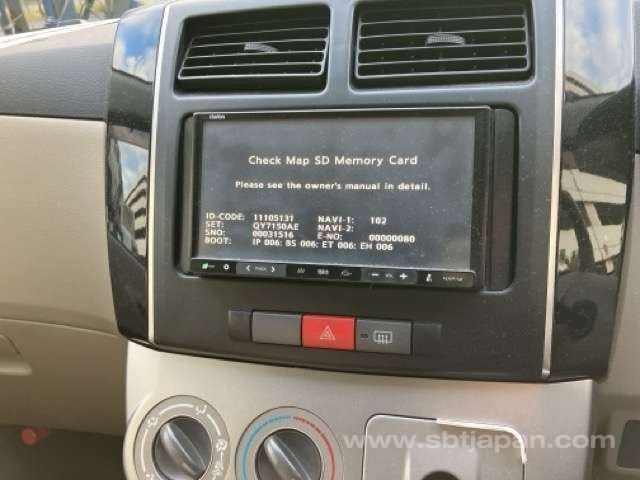 clarion
Check Map SD Memory Card
Please see the owner's manual in detail.
ID-CODE: 11105131 NAVI-1: 102
SET: QY7150AE NAVI-2:
SNO: 00031516 E-NO: 00000080
BOOT: IP 006: BS 006: ET 006: EH 006
VOL
www.sbtjapan.com